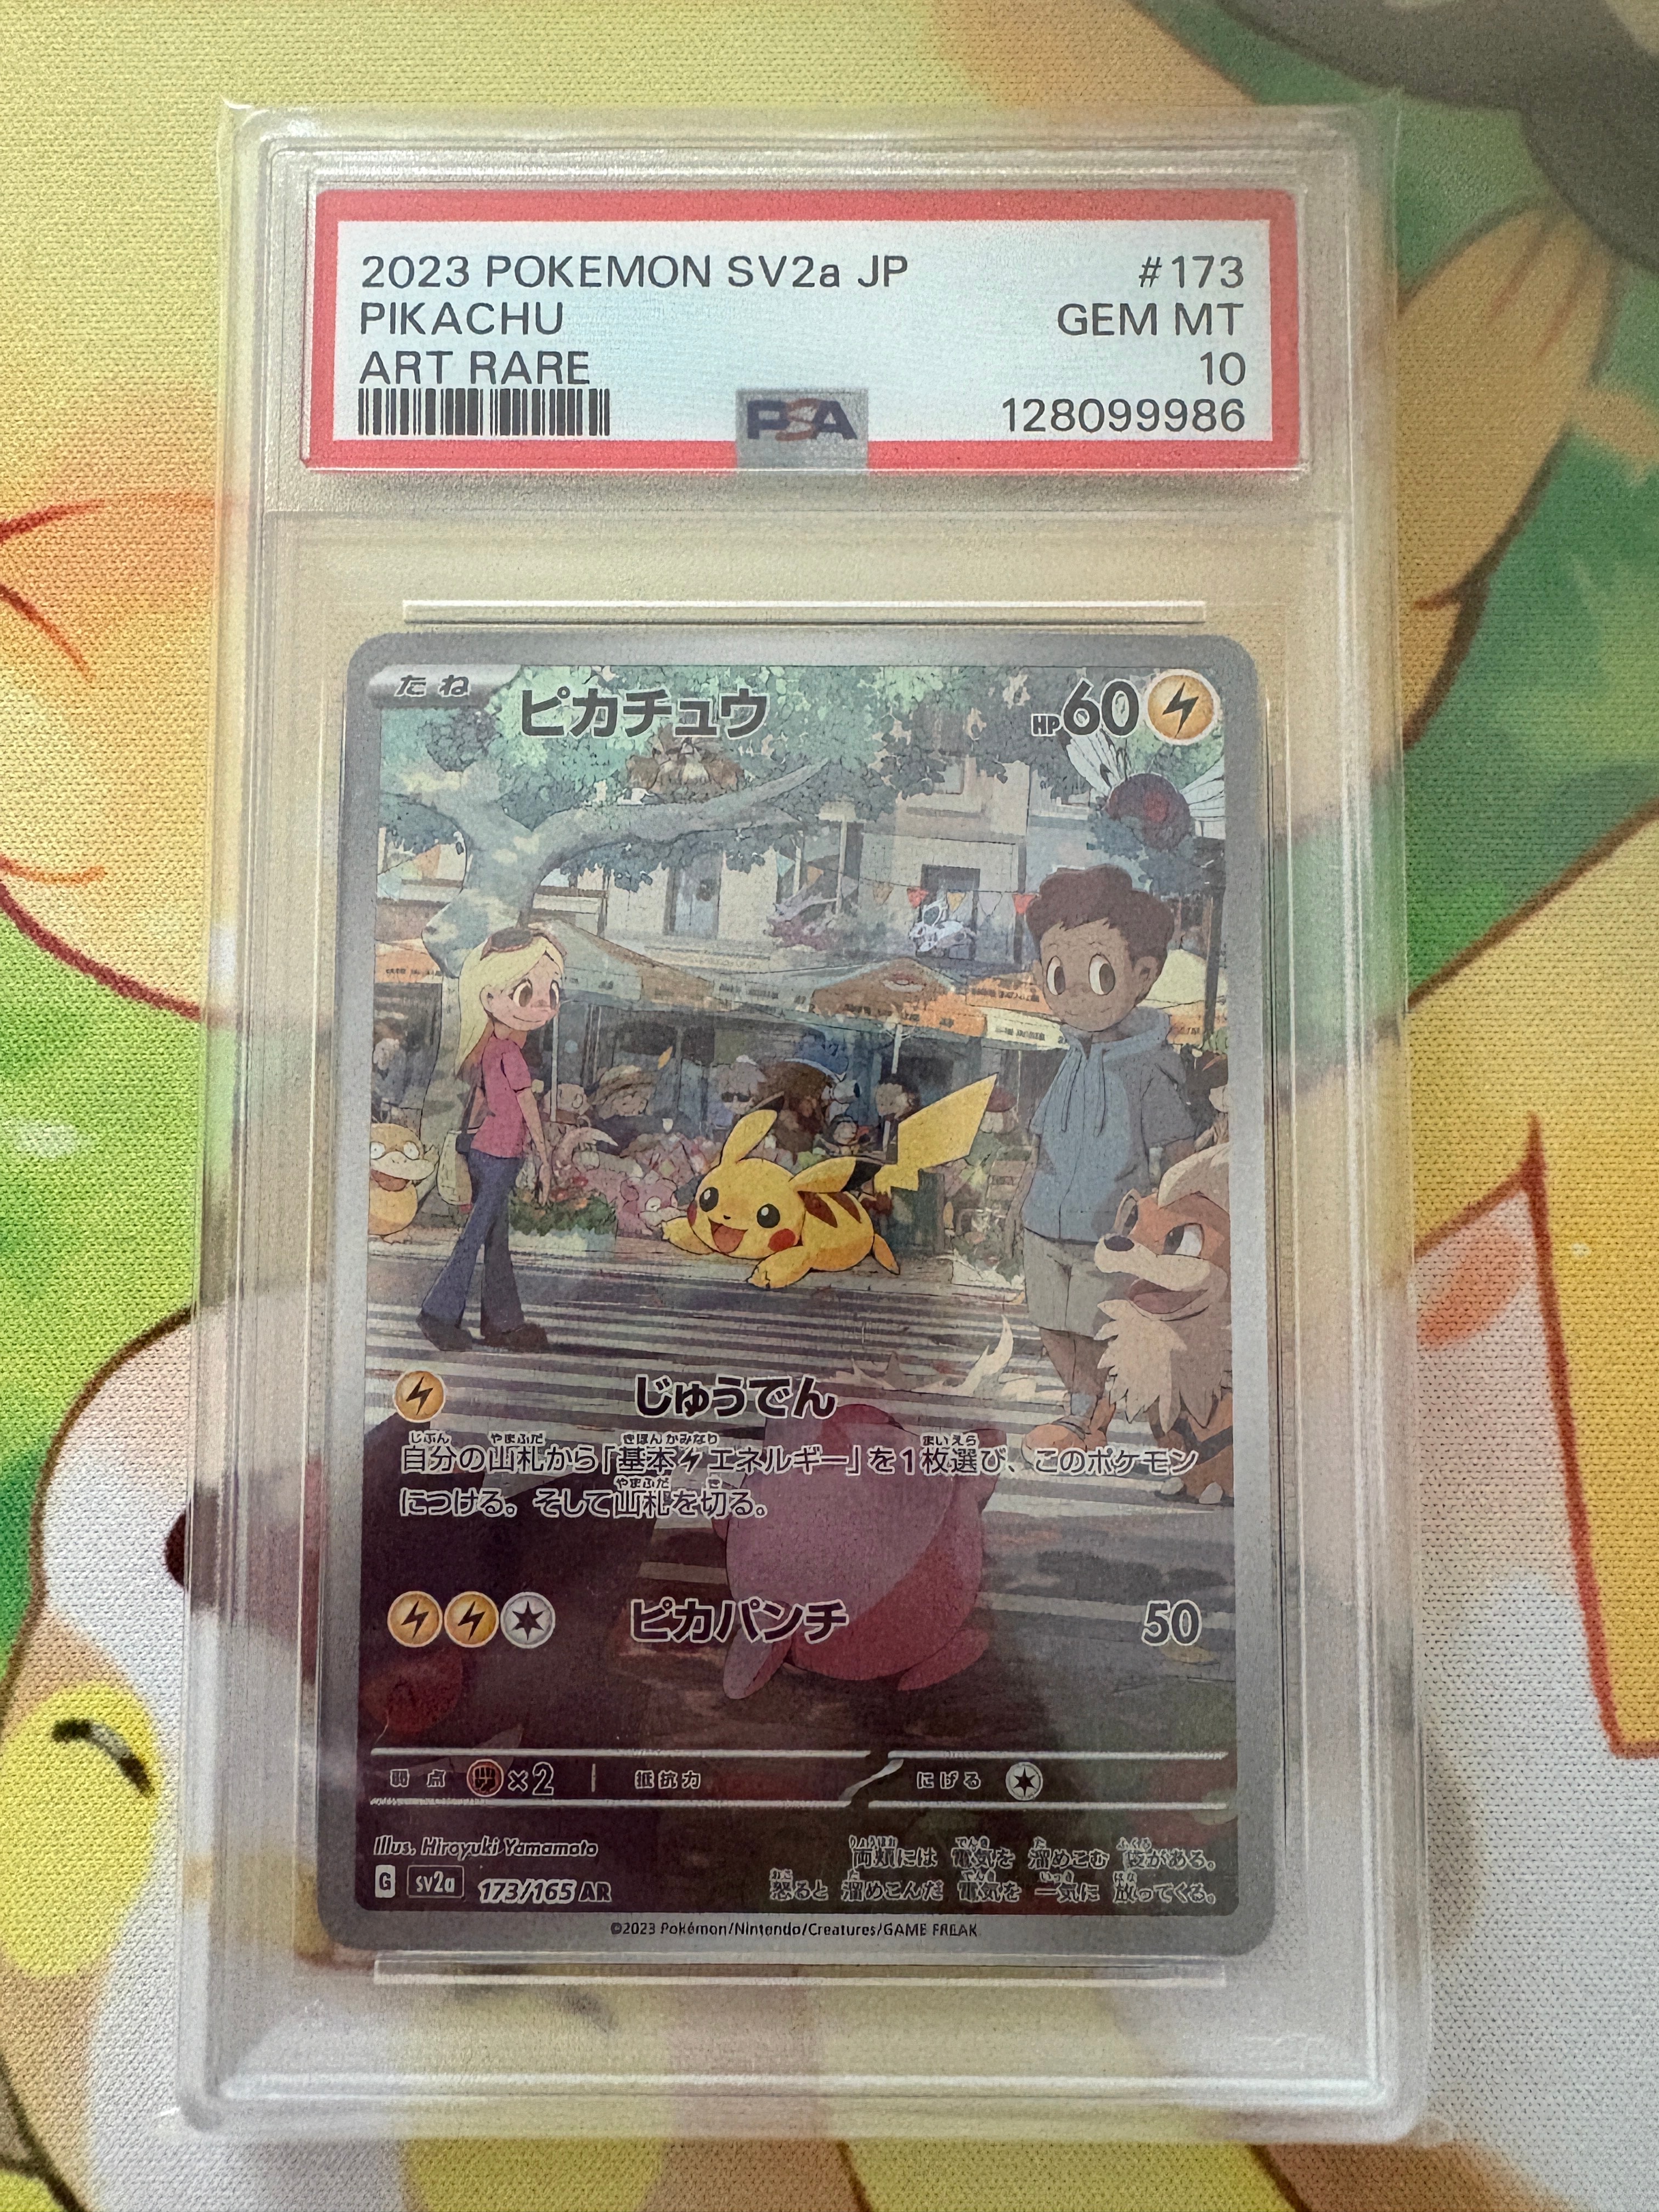 2023 POKEMON SV2a JP #173
PIKACHU GEM MT
ART RARE 10
PSA 128099986
たね ピカチュウ HP60
じゅうでん
自分の山札から「基本エネルギー」を1枚選び、このポケモン
につける。そして山札を切る。
ピカパンチ 50
弱点 ×2 抵抗力 にげる
Illus. Hiroyuki Yamamoto
両頬には 電気を 溜めこむ 袋がある。
怒ると 溜めこんだ 電気を 一気に 放ってくる。
G sv2a 173/165 AR
©2023 Pokémon/Nintendo/Creatures/GAME FREAK